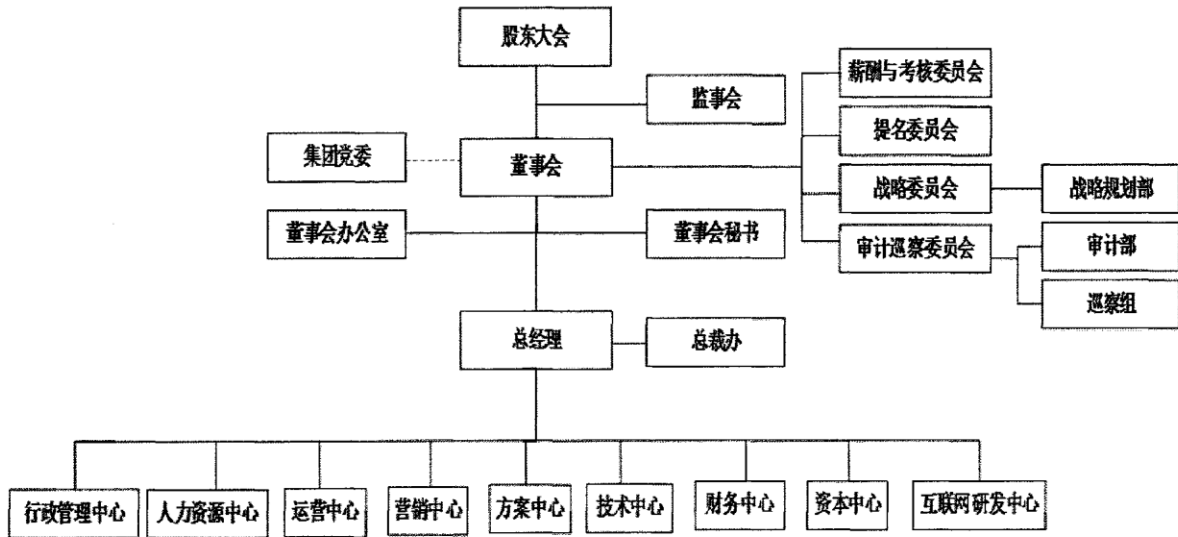 股东大会
薪酬与考核委员会
监事会
提名委员会
集团党委
董事会
战略委员会
战略规划部
董事会办公室
董事会秘书
审计巡察委员会
审计部
巡察组
总经理
总裁办
行政管理中心
人力资源中心
运营中心
营销中心
方案中心
技术中心
财务中心
资本中心
互联网研发中心